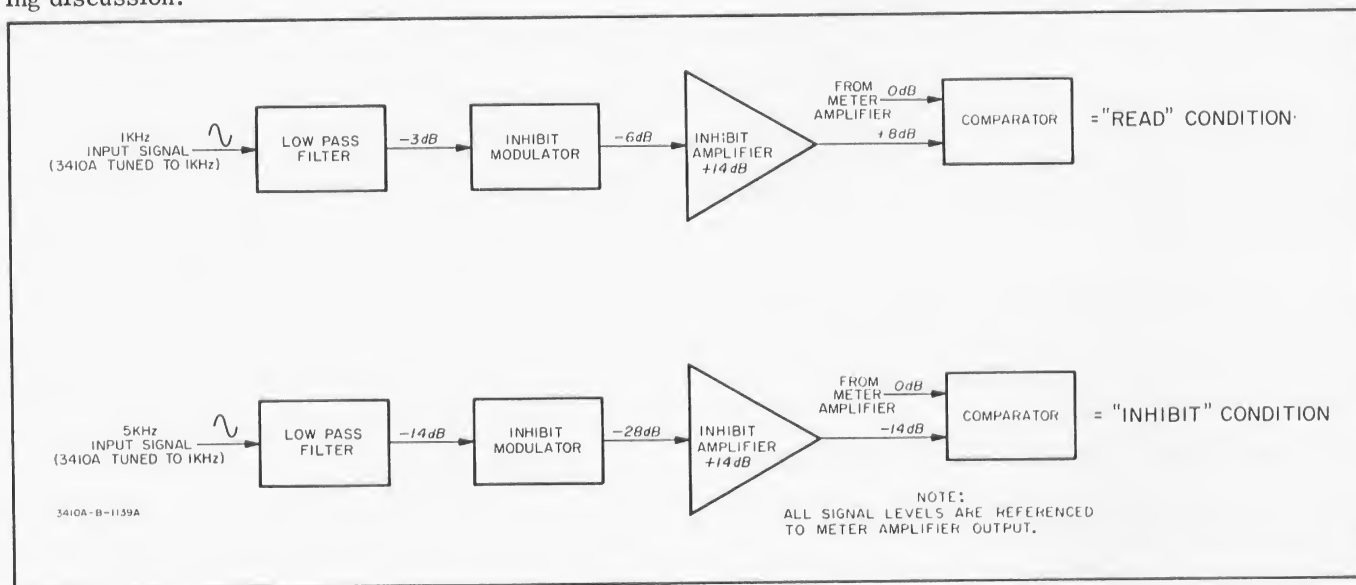 ing discussion.
1KHz
INPUT SIGNAL
(3410A TUNED TO 1KHz)
LOW PASS
FILTER
-3dB
INHIBIT
MODULATOR
-6dB
INHIBIT
AMPLIFIER
+14dB
FROM
METER
AMPLIFIER
0dB
+8dB
COMPARATOR
="READ" CONDITION
5KHz
INPUT SIGNAL
(3410A TUNED TO 1KHz)
LOW PASS
FILTER
-14dB
INHIBIT
MODULATOR
-28dB
INHIBIT
AMPLIFIER
+14dB
FROM
METER
AMPLIFIER
0dB
-14dB
COMPARATOR
= "INHIBIT" CONDITION
3410A-B-1139A
NOTE:
ALL SIGNAL LEVELS ARE REFERENCED
TO METER AMPLIFIER OUTPUT.